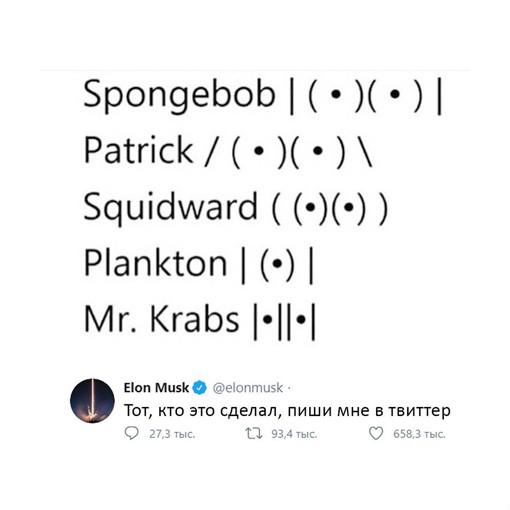 Spongebob | ( • )( • ) |
Patrick / ( • )( • ) \
Squidward ( (•)(•) )
Plankton | (•) |
Mr. Krabs |•||•|
Elon Musk @elonmusk ·
Тот, кто это сделал, пиши мне в твиттер
27,3 тыс. 93,4 тыс. 658,3 тыс.